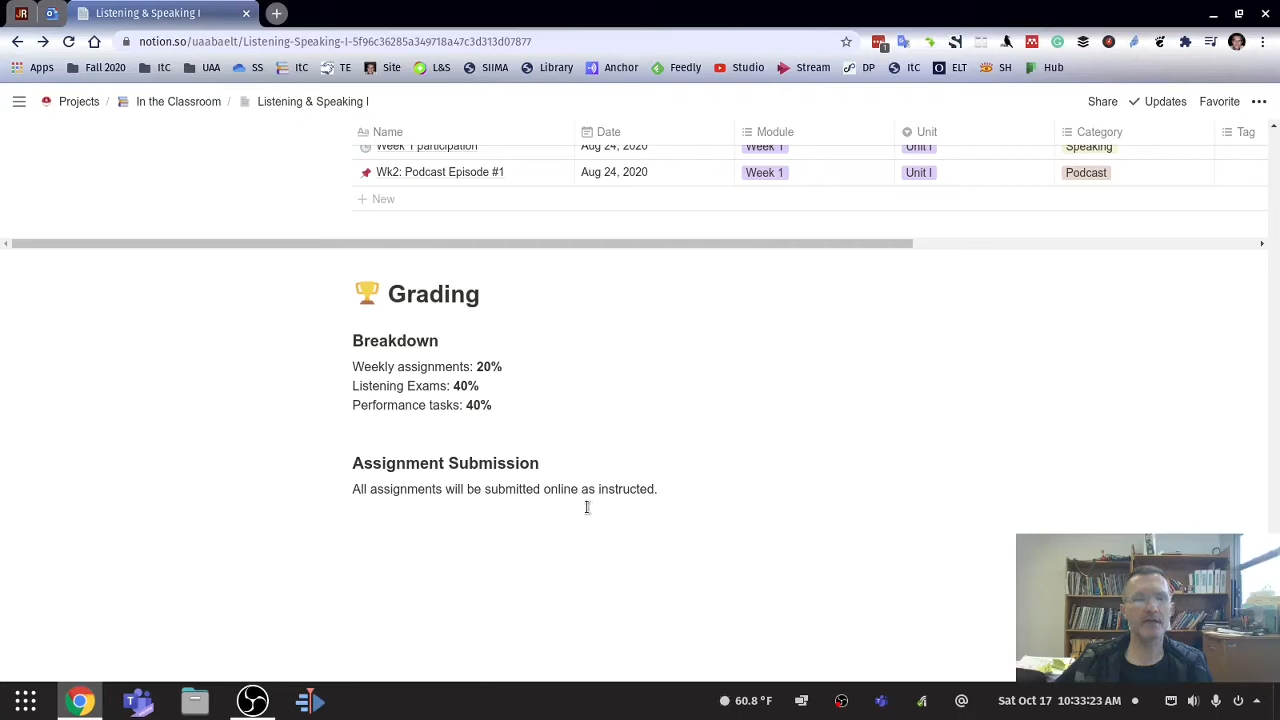 Listening & Speaking I
notion.so/uaabaelt/Listening-Speaking-I-5f96c36285a349718a47c3d313d07877
Apps Fall 2020 ItC UAA SS ItC TE Site L&S SIIMA Library Anchor Feedly Studio Stream DP ItC ELT SH Hub
Projects / In the Classroom / Listening & Speaking I Share Updates Favorite
Aa Name Date Module Unit Category Tag
Week 1 participation Aug 24, 2020 Week 1 Unit I Speaking
Wk2: Podcast Episode #1 Aug 24, 2020 Week 1 Unit I Podcast
+ New
Grading
Breakdown
Weekly assignments: 20%
Listening Exams: 40%
Performance tasks: 40%
Assignment Submission
All assignments will be submitted online as instructed.
60.8 °F Sat Oct 17 10:33:23 AM